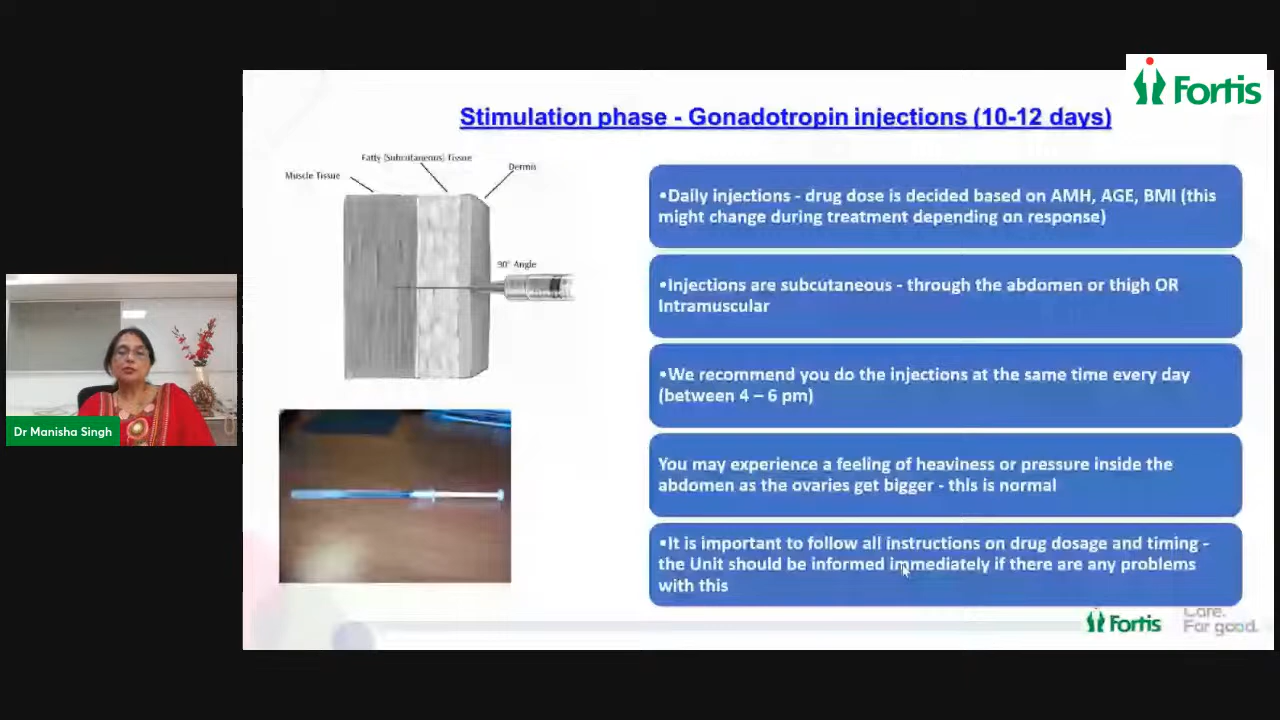 Fortis
Stimulation phase - Gonadotropin injections (10-12 days)
Fatty (Subcutaneous) Tissue
Muscle Tissue
Dermis
90° Angle
•Daily injections - drug dose is decided based on AMH, AGE, BMI (this
might change during treatment depending on response)
•Injections are subcutaneous - through the abdomen or thigh OR
Intramuscular
•We recommend you do the injections at the same time every day
(between 4 – 6 pm)
You may experience a feeling of heaviness or pressure inside the
abdomen as the ovaries get bigger - this is normal
•It is important to follow all instructions on drug dosage and timing -
the Unit should be informed immediately if there are any problems
with this
Dr Manisha Singh
Fortis
Care.
For good.